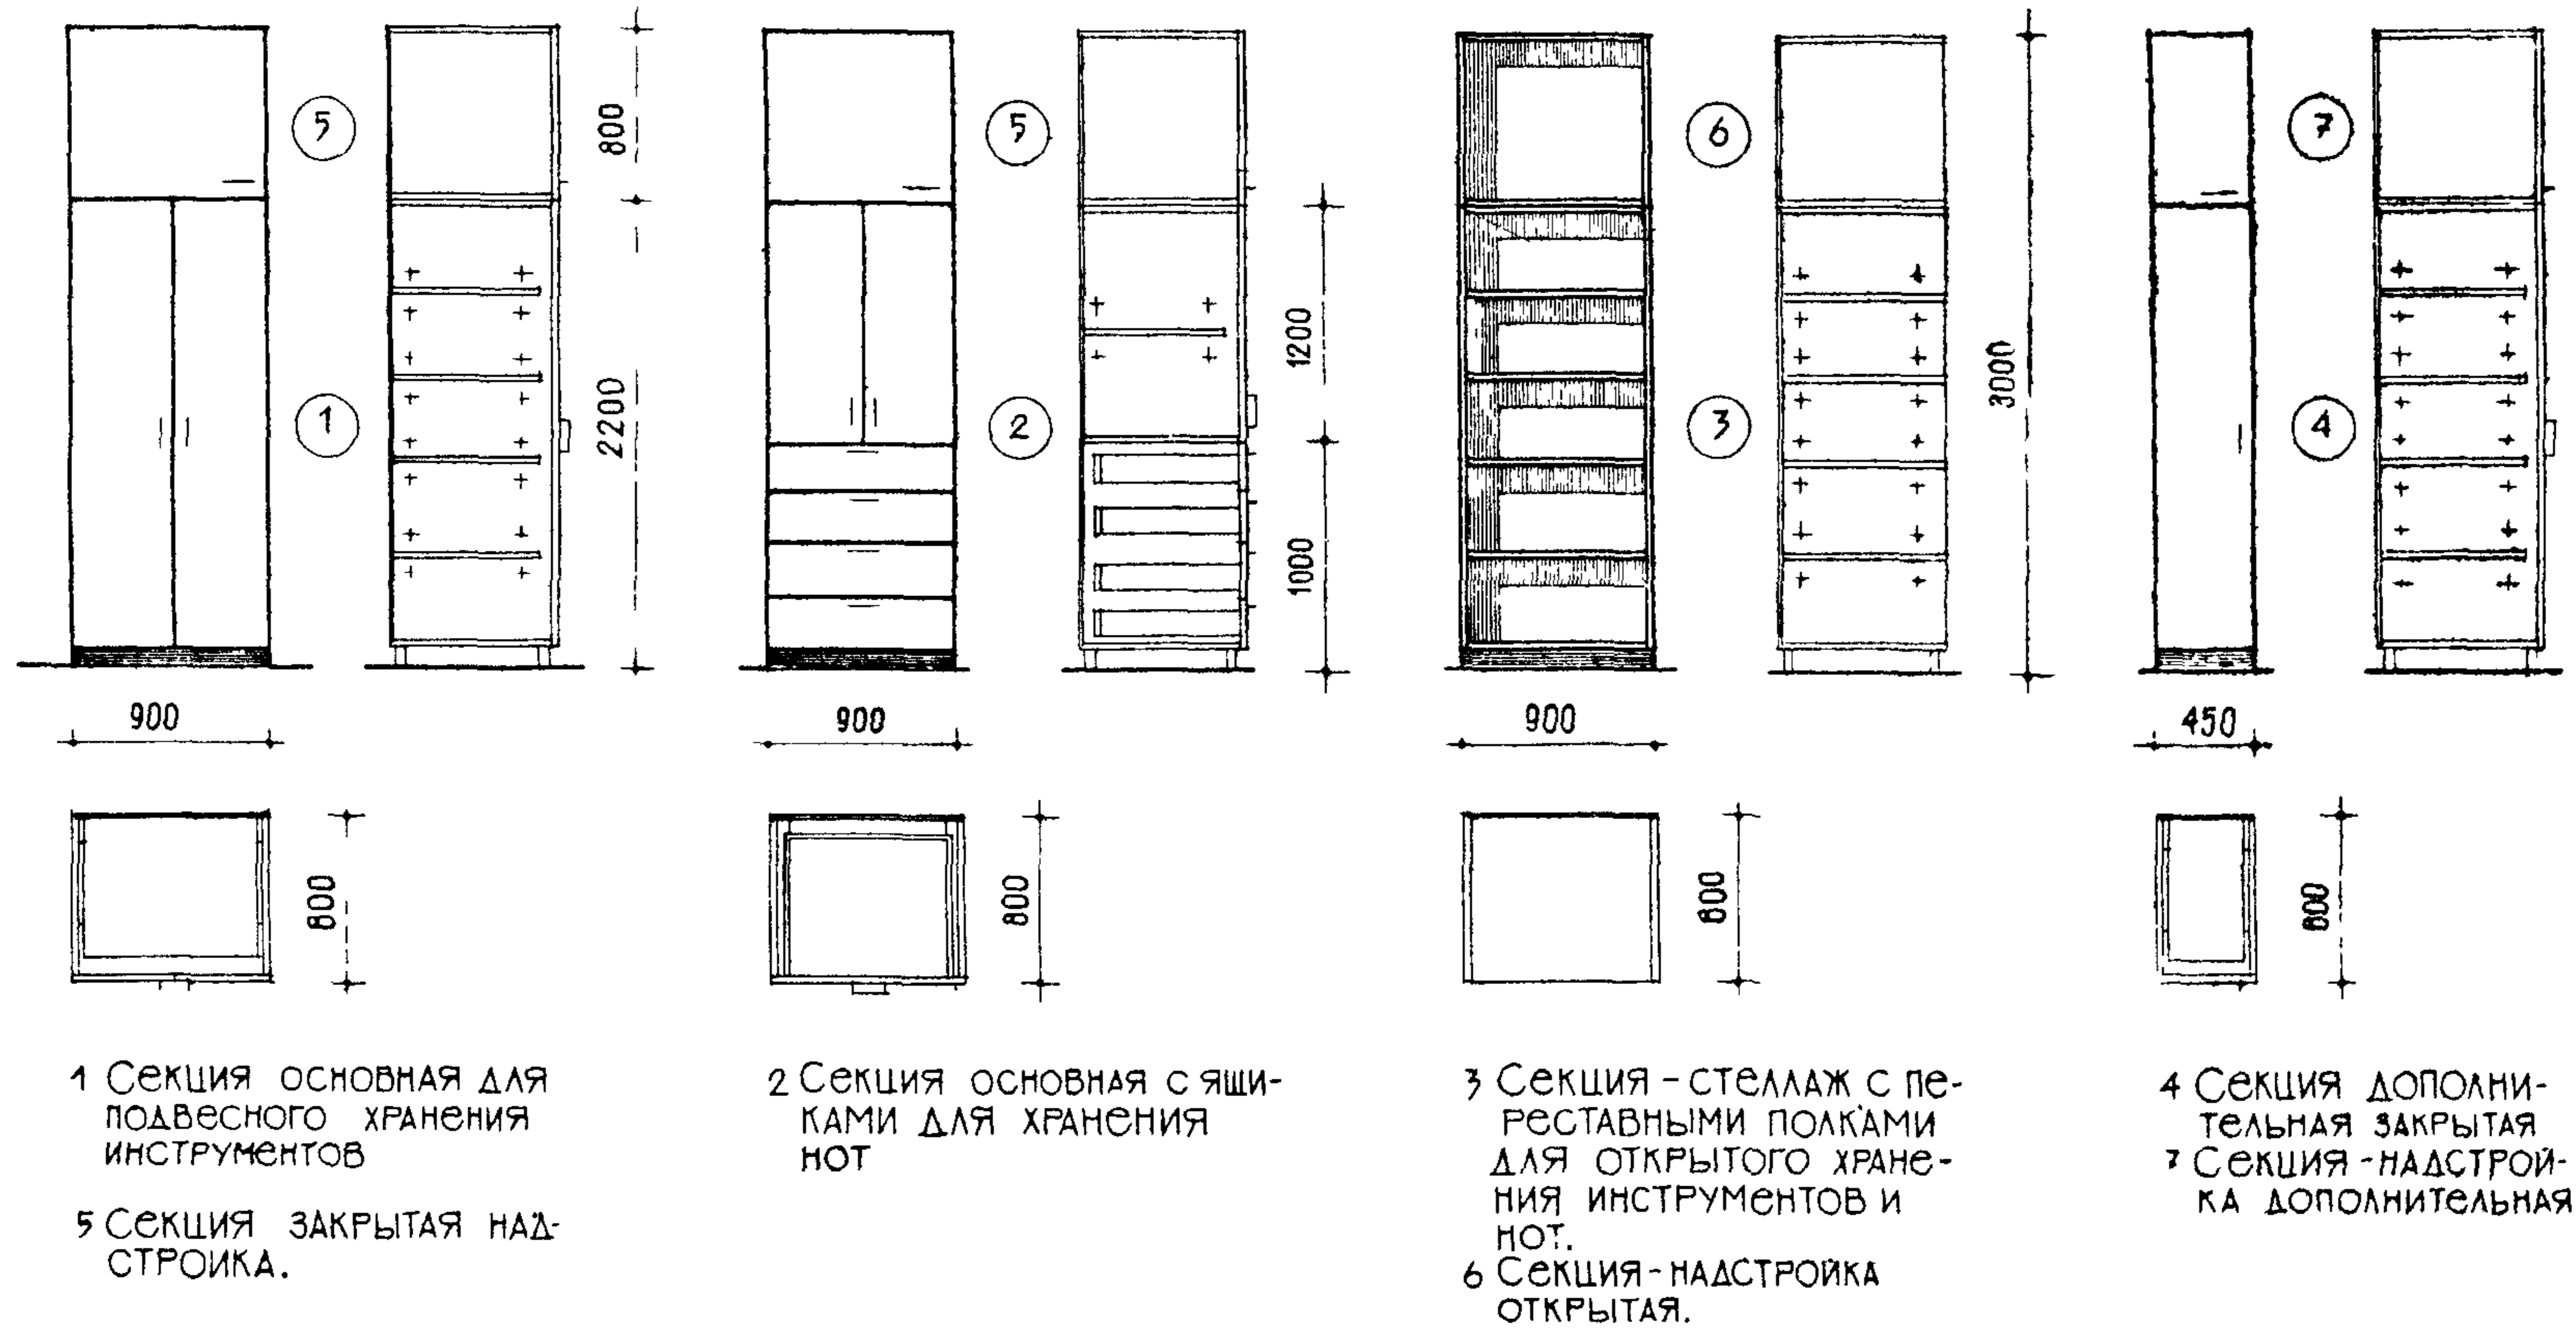 5
800
5
6
7
1
2200
2
1200
1000
3
3000
4
900
900
900
450
800
800
800
800
1 Секция основная для
подвесного хранения
инструментов
5 Секция закрытая над-
стройка.
2 Секция основная с ящи-
ками для хранения
нот
3 Секция - стеллаж с пе-
реставными полками
для открытого хране-
ния инструментов и
нот.
6 Секция - надстройка
открытая.
4 Секция дополни-
тельная закрытая
7 Секция - надстрой-
ка дополнительная